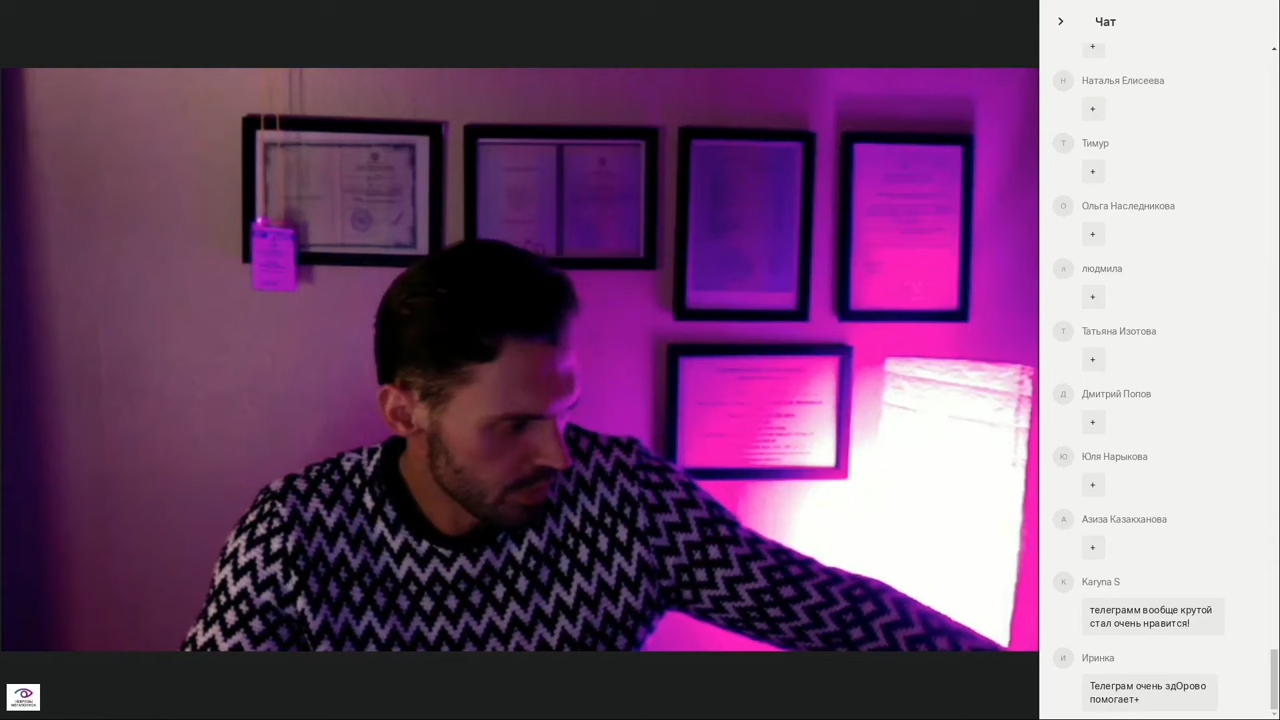 Чат
+
Н
Наталья Елисеева
+
Т
Тимур
+
О
Ольга Наследникова
+
л
людмила
+
Т
Татьяна Изотова
+
Д
Дмитрий Попов
+
Ю
Юля Нарыкова
+
А
Азиза Казакханова
+
K
Karyna S
телеграмм вообще крутой
стал очень нравится!
И
Иринка
Телеграм очень здОрово
помогает+